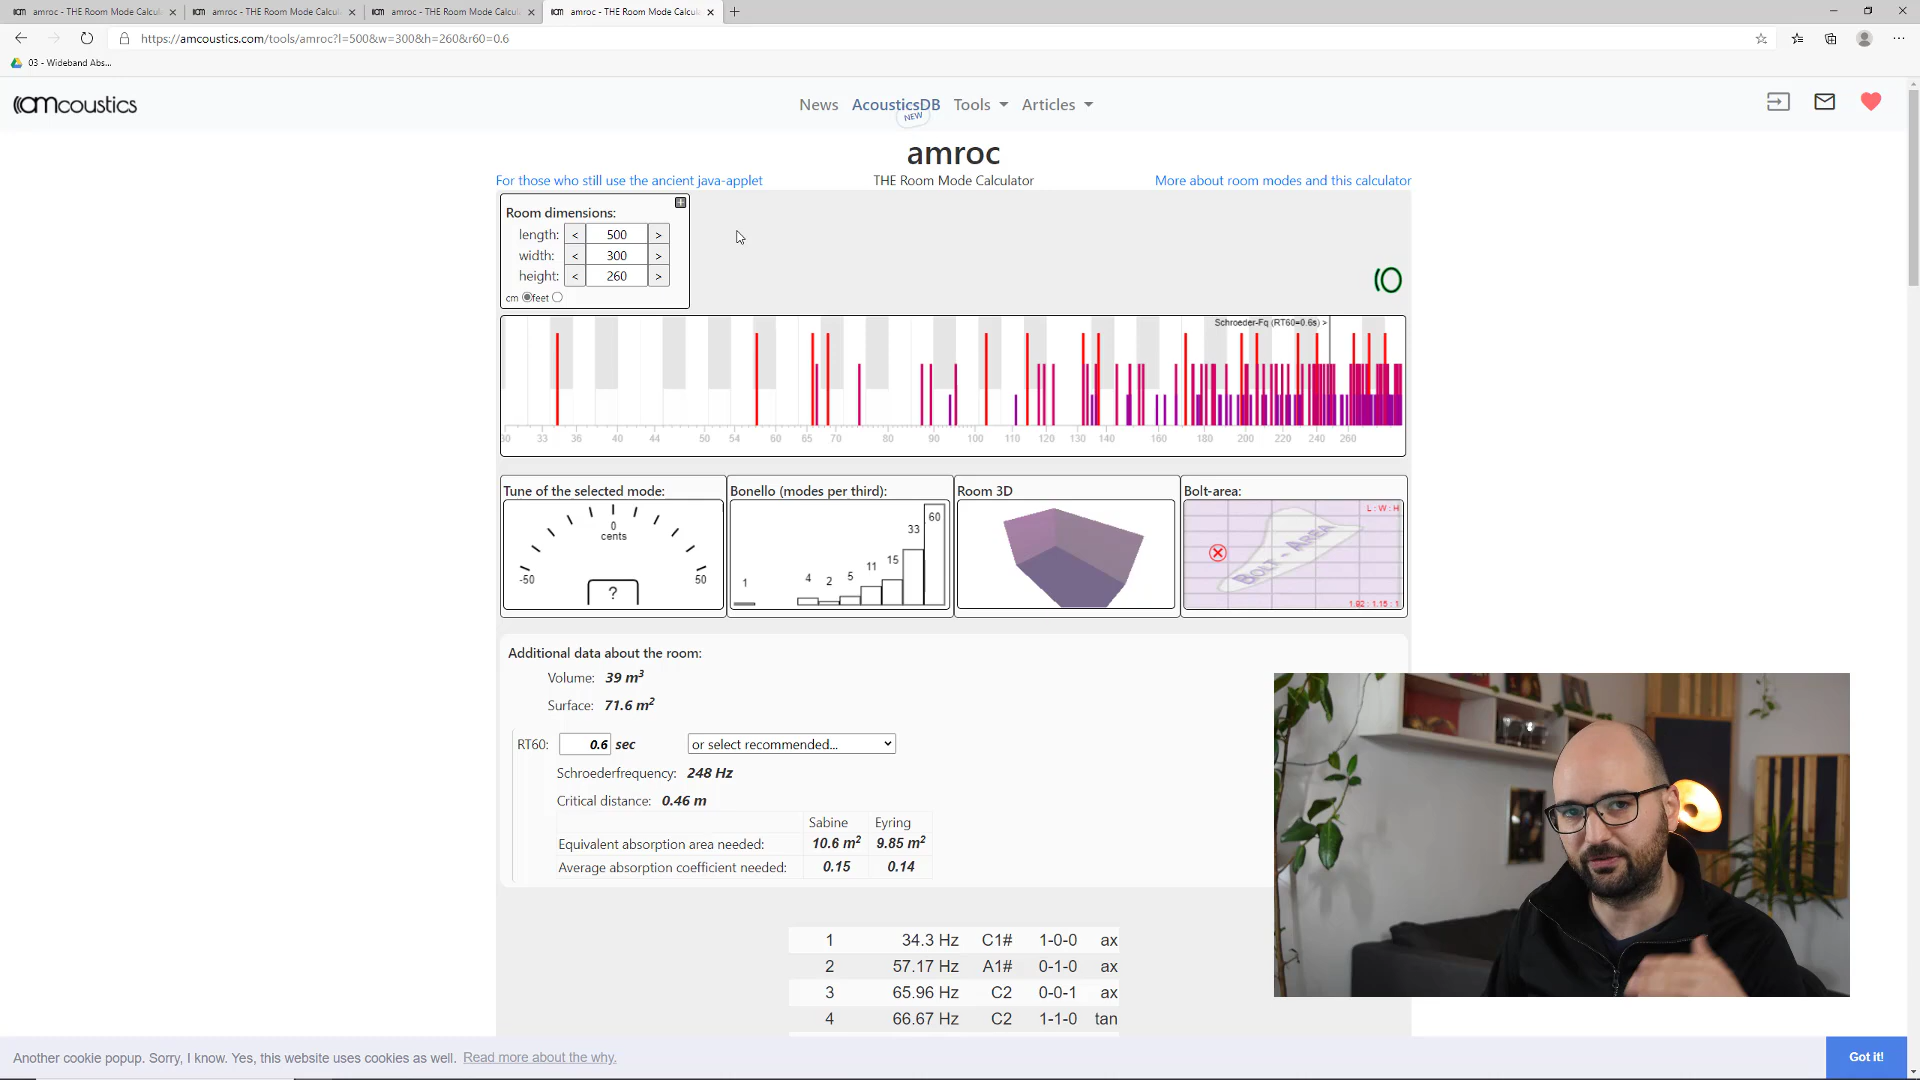 amroc - THE Room Mode Calcul
amroc - THE Room Mode Calcul
amroc - THE Room Mode Calcul
amroc - THE Room Mode Calcul
https://amcoustics.com/tools/amroc?l=500&w=300&h=260&r60=0.6
03 - Wideband Abs...
amcoustics
News
AcousticsDB
NEW
Tools
Articles
amroc
For those who still use the ancient java-applet
THE Room Mode Calculator
More about room modes and this calculator
Room dimensions:
length: < 500 >
width: < 300 >
height: < 260 >
cm feet
Schroeder-Fq (RT60=0.6s) >
30 33 36 40 44 50 54 60 65 70 80 90 100 110 120 130 140 160 180 200 220 240 260
Tune of the selected mode:
0
cents
-50 50
?
Bonello (modes per third):
1 4 2 5 11 15 33 60
Room 3D
Bolt-area:
L : W : H
BOLT - AREA
1.92 : 1.15 : 1
Additional data about the room:
Volume: 39 m³
Surface: 71.6 m²
RT60: 0.6 sec or select recommended...
Schroederfrequency: 248 Hz
Critical distance: 0.46 m
Sabine Eyring
Equivalent absorption area needed: 10.6 m² 9.85 m²
Average absorption coefficient needed: 0.15 0.14
1 34.3 Hz C1# 1-0-0 ax
2 57.17 Hz A1# 0-1-0 ax
3 65.96 Hz C2 0-0-1 ax
4 66.67 Hz C2 1-1-0 tan
Another cookie popup. Sorry, I know. Yes, this website uses cookies as well. Read more about the why.
Got it!